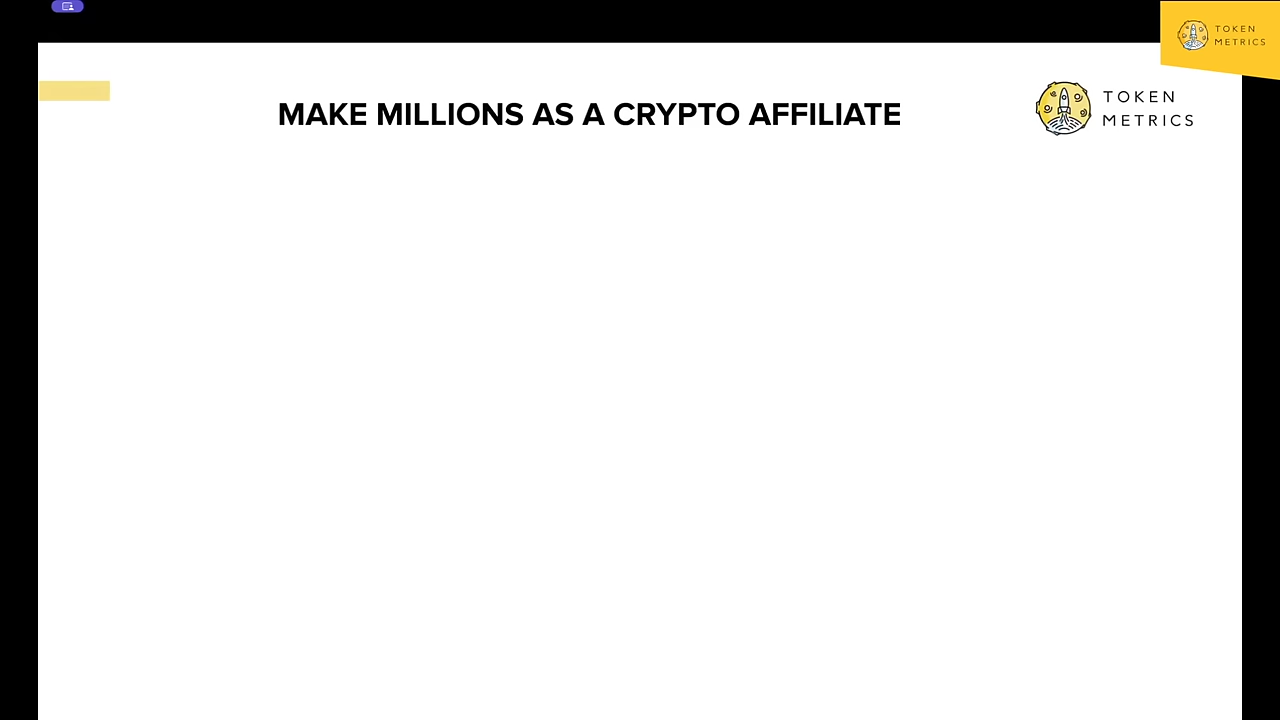 TOKEN
METRICS
MAKE MILLIONS AS A CRYPTO AFFILIATE
TOKEN
METRICS